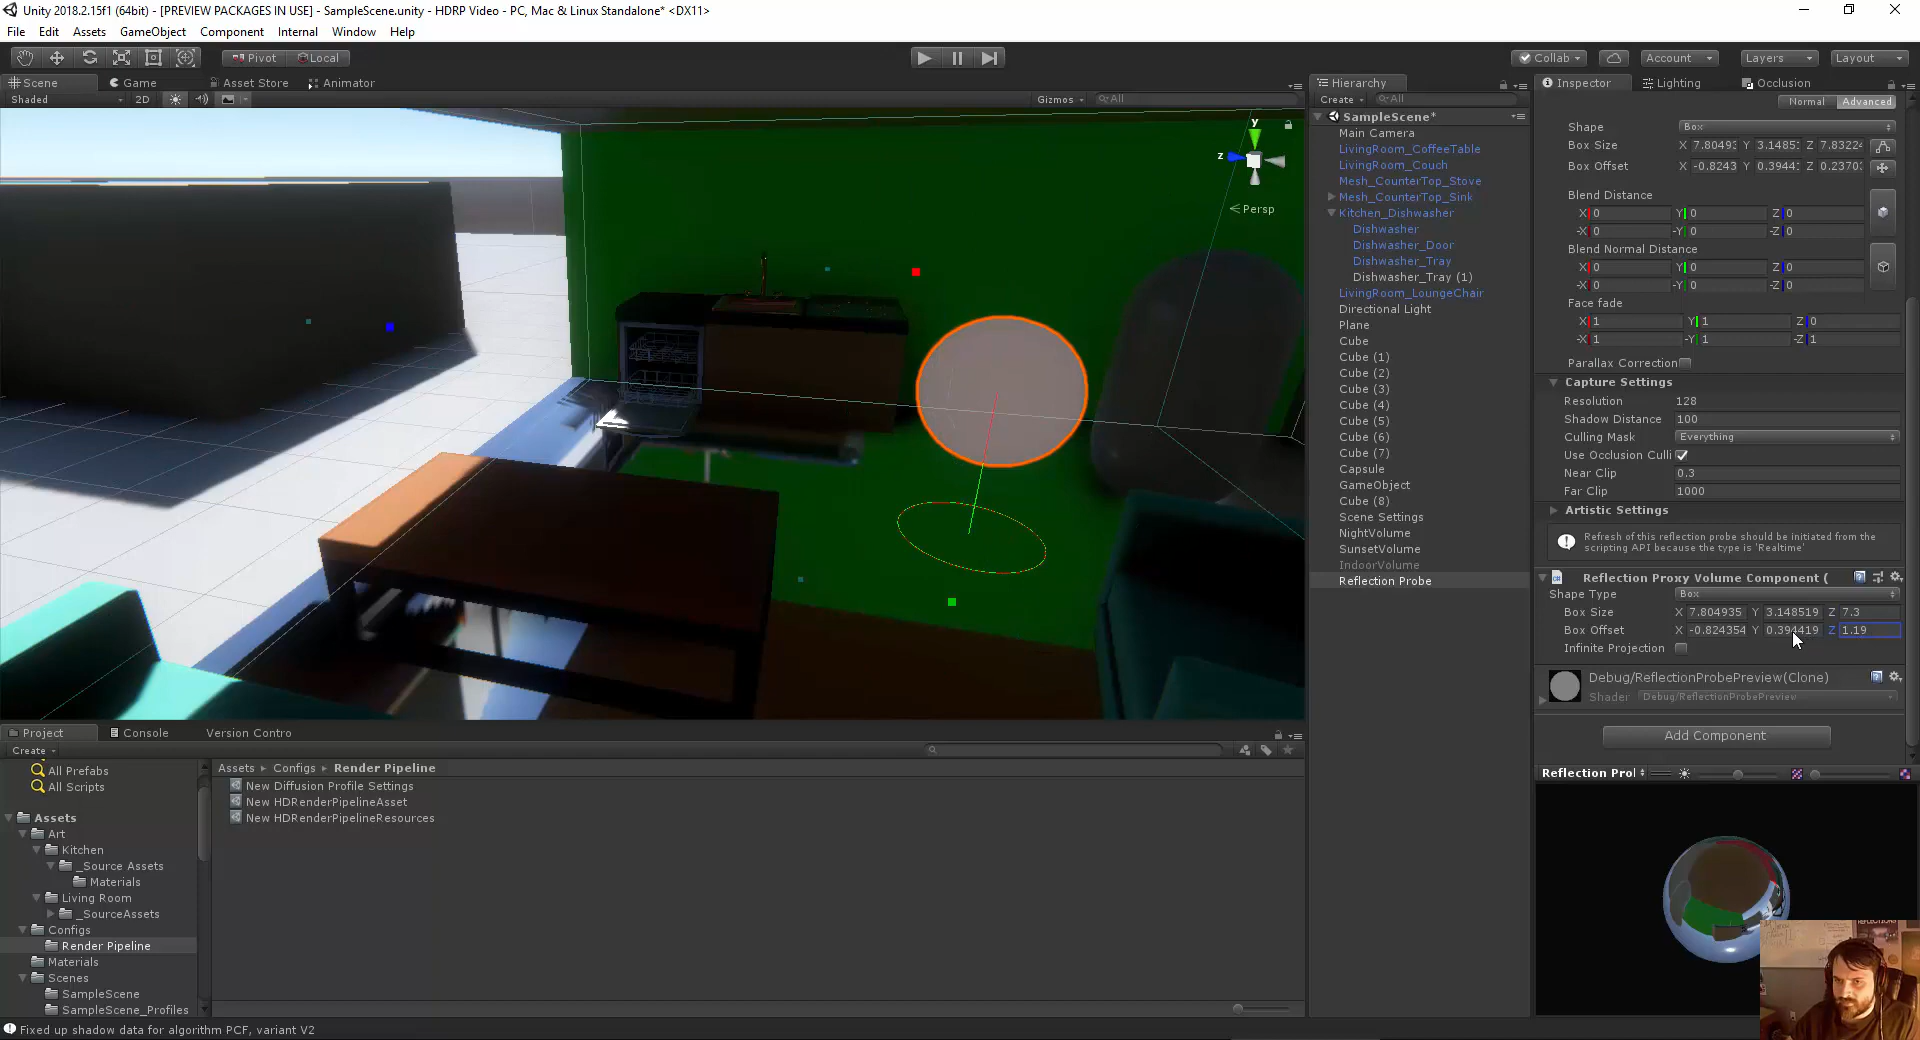 Unity 2018.2.15f1 (64bit) - [PREVIEW PACKAGES IN USE] - SampleScene.unity - HDRP Video - PC, Mac & Linux Standalone* <DX11>
File Edit Assets GameObject Component Internal Window Help
Pivot Local Collab Account Layers Layout
Scene Game Asset Store Animator
Shaded 2D Gizmos All
y
z
Persp
Hierarchy
Create All
SampleScene*
Main Camera
LivingRoom_CoffeeTable
LivingRoom_Couch
Mesh_CounterTop_Stove
Mesh_CounterTop_Sink
Kitchen_Dishwasher
Dishwasher
Dishwasher_Door
Dishwasher_Tray
Dishwasher_Tray (1)
LivingRoom_LoungeChair
Directional Light
Plane
Cube
Cube (1)
Cube (2)
Cube (3)
Cube (4)
Cube (5)
Cube (6)
Cube (7)
Capsule
GameObject
Cube (8)
Scene Settings
NightVolume
SunsetVolume
IndoorVolume
Reflection Probe
Inspector Lighting Occlusion
Normal Advanced
Shape Box
Box Size X 7.8049 Y 3.1485 Z 7.8322
Box Offset X -0.8243 Y 0.3944 Z 0.2370
Blend Distance
X 0 Y 0 Z 0
-X 0 -Y 0 -Z 0
Blend Normal Distance
X 0 Y 0 Z 0
-X 0 -Y 0 -Z 0
Face fade
X 1 Y 1 Z 0
-X 1 -Y 1 -Z 1
Parallax Correction
Capture Settings
Resolution 128
Shadow Distance 100
Culling Mask Everything
Use Occlusion Culli
Near Clip 0.3
Far Clip 1000
Artistic Settings
Refresh of this reflection probe should be initiated from the
scripting API because the type is 'Realtime'
Reflection Proxy Volume Component (
Shape Type Box
Box Size X 7.804935 Y 3.148519 Z 7.3
Box Offset X -0.824354 Y 0.394419 Z 1.19
Infinite Projection
Debug/ReflectionProbePreview(Clone)
Shader Debug/ReflectionProbePreview
Add Component
Reflection Pro
Project Console Version Contro
Create
All Prefabs
All Scripts
Assets
Art
Kitchen
_Source Assets
Materials
Living Room
_SourceAssets
Configs
Render Pipeline
Materials
Scenes
SampleScene
SampleScene_Profiles
Assets > Configs > Render Pipeline
New Diffusion Profile Settings
New HDRenderPipelineAsset
New HDRenderPipelineResources
Fixed up shadow data for algorithm PCF, variant V2